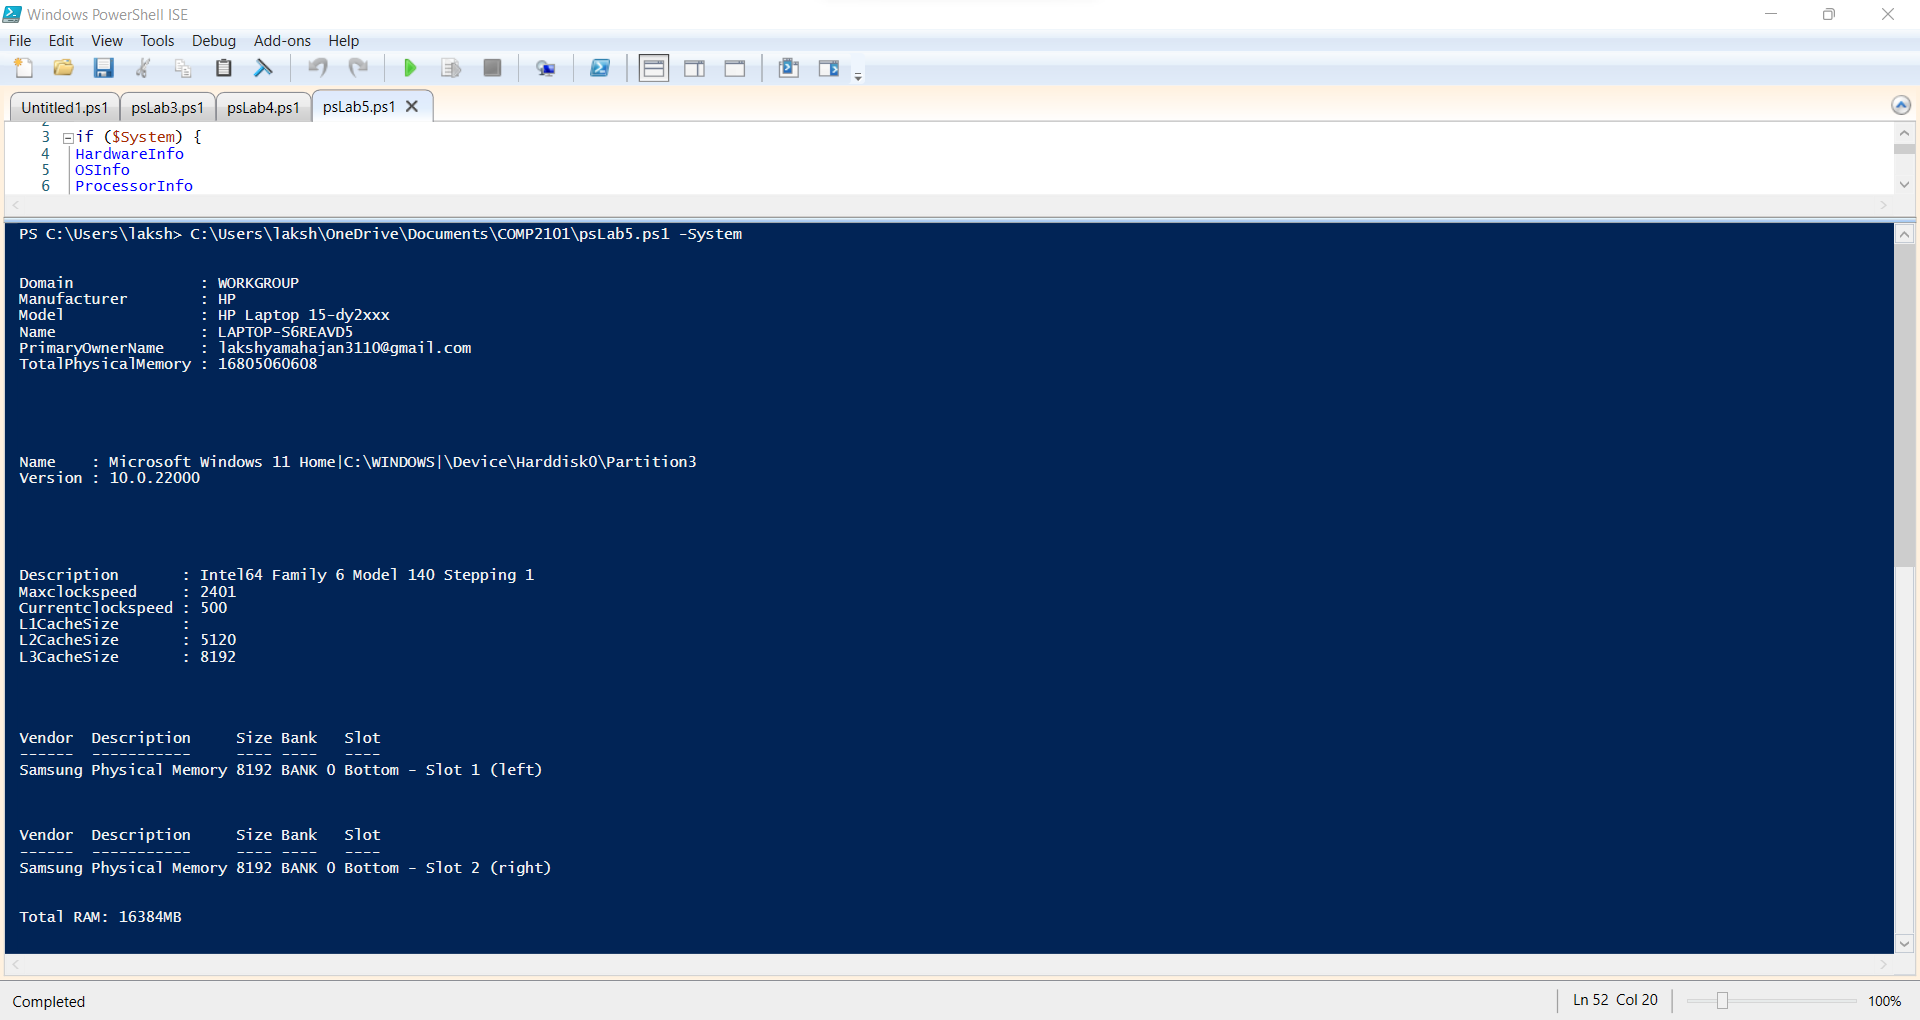 Windows PowerShell ISE
File Edit View Tools Debug Add-ons Help
Untitled1.ps1 psLab3.ps1 psLab4.ps1 psLab5.ps1
3 if ($System) {
4 HardwareInfo
5 OSInfo
6 ProcessorInfo
PS C:\Users\laksh> C:\Users\laksh\OneDrive\Documents\COMP2101\psLab5.ps1 -System
Domain : WORKGROUP
Manufacturer : HP
Model : HP Laptop 15-dy2xxx
Name : LAPTOP-S6REAVD5
PrimaryOwnerName : lakshyamahajan3110@gmail.com
TotalPhysicalMemory : 16805060608
Name : Microsoft Windows 11 Home|C:\WINDOWS|\Device\Harddisk0\Partition3
Version : 10.0.22000
Description : Intel64 Family 6 Model 140 Stepping 1
Maxclockspeed : 2401
Currentclockspeed : 500
L1CacheSize :
L2CacheSize : 5120
L3CacheSize : 8192
Vendor Description Size Bank Slot
------ ----------- ---- ---- ----
Samsung Physical Memory 8192 BANK 0 Bottom - Slot 1 (left)
Vendor Description Size Bank Slot
------ ----------- ---- ---- ----
Samsung Physical Memory 8192 BANK 0 Bottom - Slot 2 (right)
Total RAM: 16384MB
Completed Ln 52 Col 20 100%